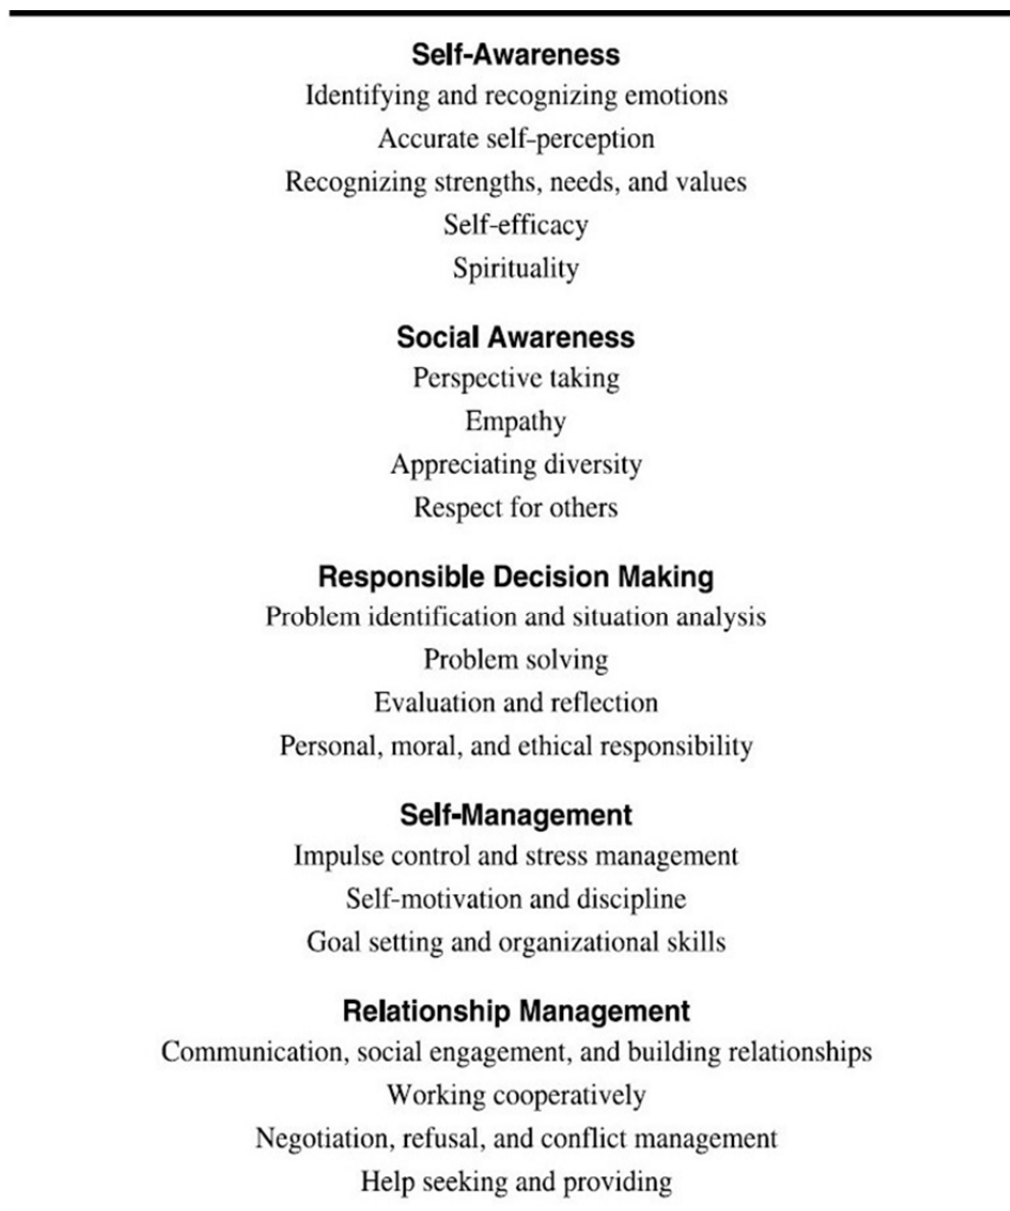 Self-Awareness
Identifying and recognizing emotions
Accurate self-perception
Recognizing strengths, needs, and values
Self-efficacy
Spirituality
Social Awareness
Perspective taking
Empathy
Appreciating diversity
Respect for others
Responsible Decision Making
Problem identification and situation analysis
Problem solving
Evaluation and reflection
Personal, moral, and ethical responsibility
Self-Management
Impulse control and stress management
Self-motivation and discipline
Goal setting and organizational skills
Relationship Management
Communication, social engagement, and building relationships
Working cooperatively
Negotiation, refusal, and conflict management
Help seeking and providing